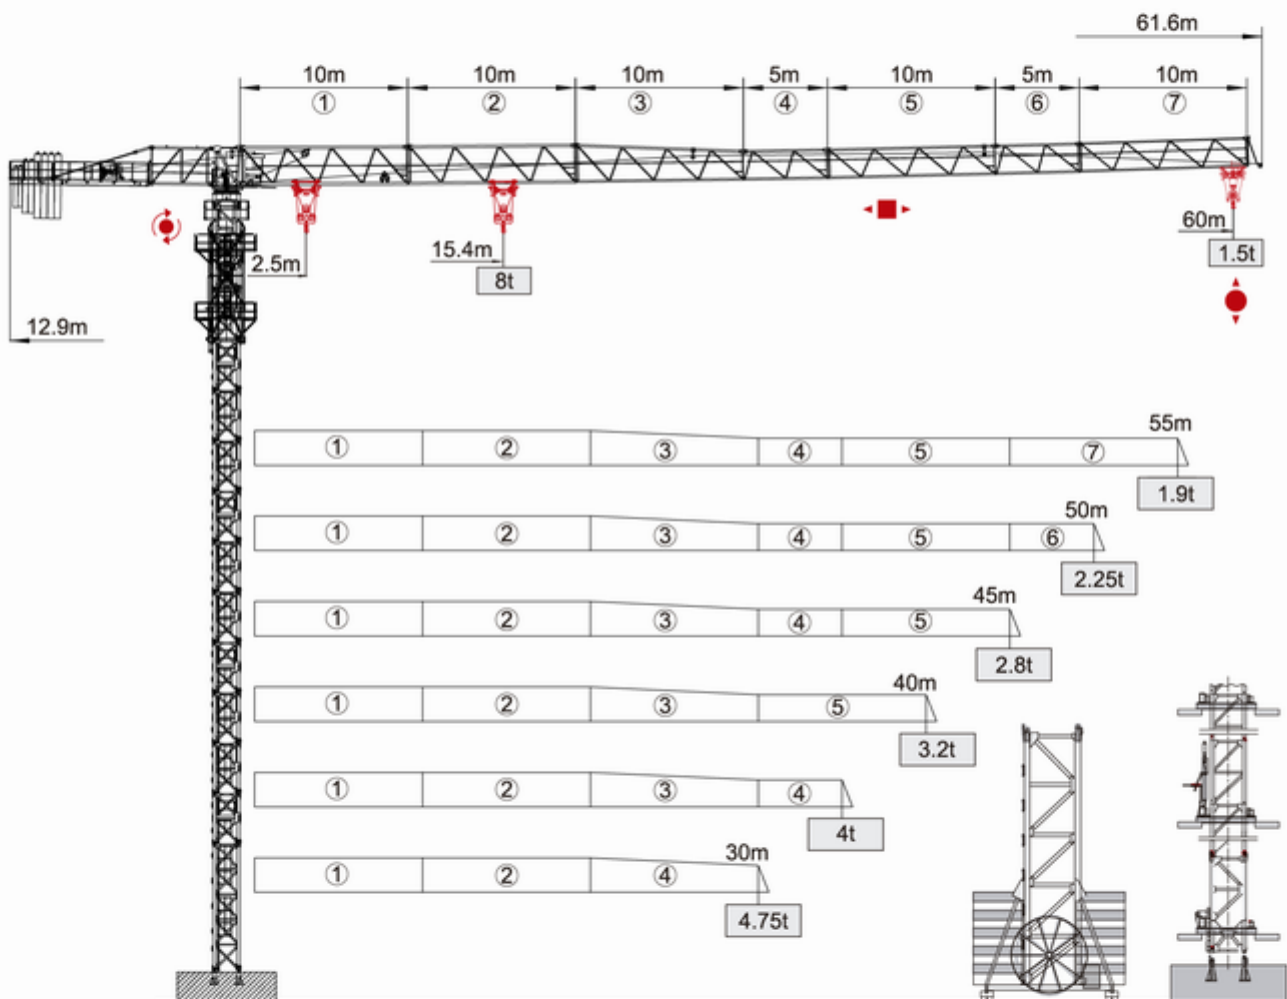 61.6m
10m 10m 10m 5m 10m 5m 10m
① ② ③ ④ ⑤ ⑥ ⑦
2.5m
15.4m
8t
60m
1.5t
12.9m
55m
① ② ③ ④ ⑤ ⑦
1.9t
50m
① ② ③ ④ ⑤ ⑥
2.25t
45m
① ② ③ ④ ⑤
2.8t
40m
① ② ③ ⑤
3.2t
① ② ③ ④
4t
30m
① ② ④
4.75t